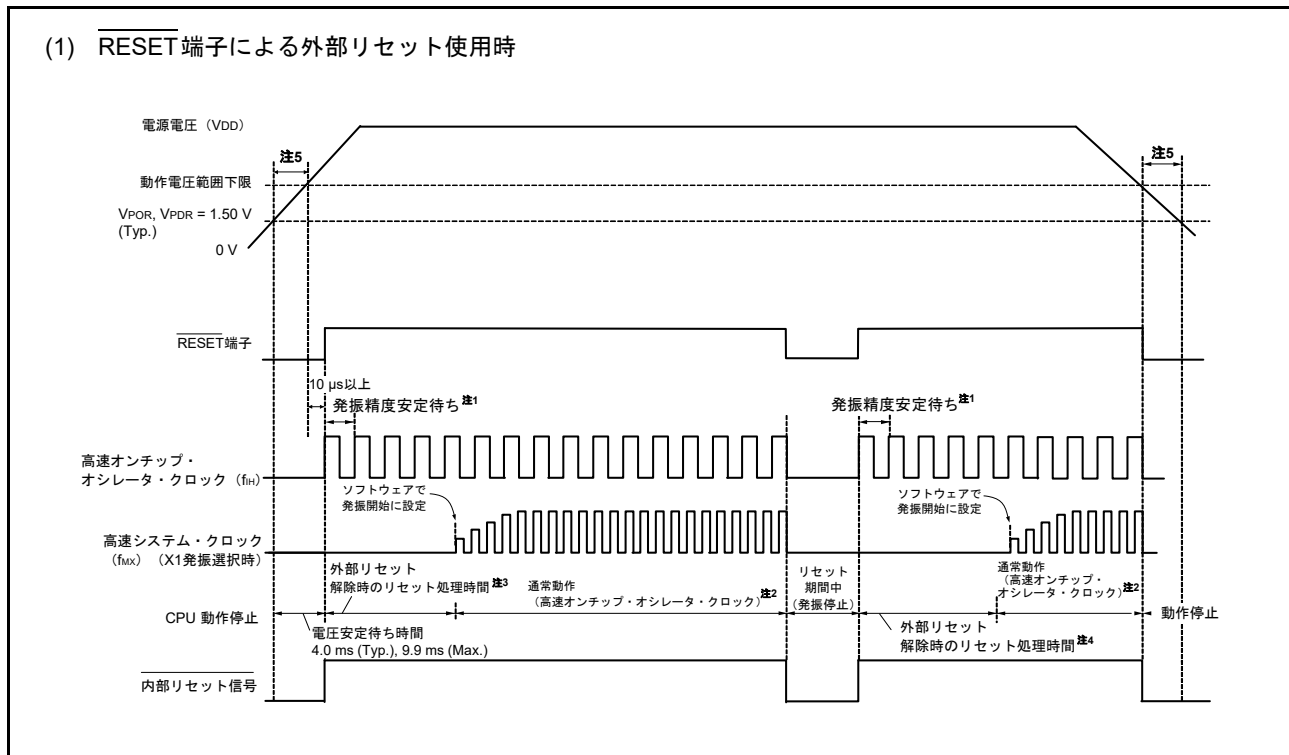 (1) RESET端子による外部リセット使用時
電源電圧（VDD）
注5
注5
動作電圧範囲下限
VPOR, VPDR = 1.50 V
(Typ.)
0 V
RESET端子
10 μs以上
発振精度安定待ち注1
発振精度安定待ち注1
高速オンチップ・
オシレータ・クロック（fIH）
ソフトウェアで
発振開始に設定
ソフトウェアで
発振開始に設定
高速システム・クロック
（fMX）（X1発振選択時）
外部リセット
解除時のリセット処理時間注3
通常動作
（高速オンチップ・オシレータ・クロック）注2
リセット
期間中
（発振停止）
通常動作
（高速オンチップ・
オシレータ・クロック）注2
CPU 動作停止
動作停止
電圧安定待ち時間
4.0 ms (Typ.), 9.9 ms (Max.)
外部リセット
解除時のリセット処理時間注4
内部リセット信号